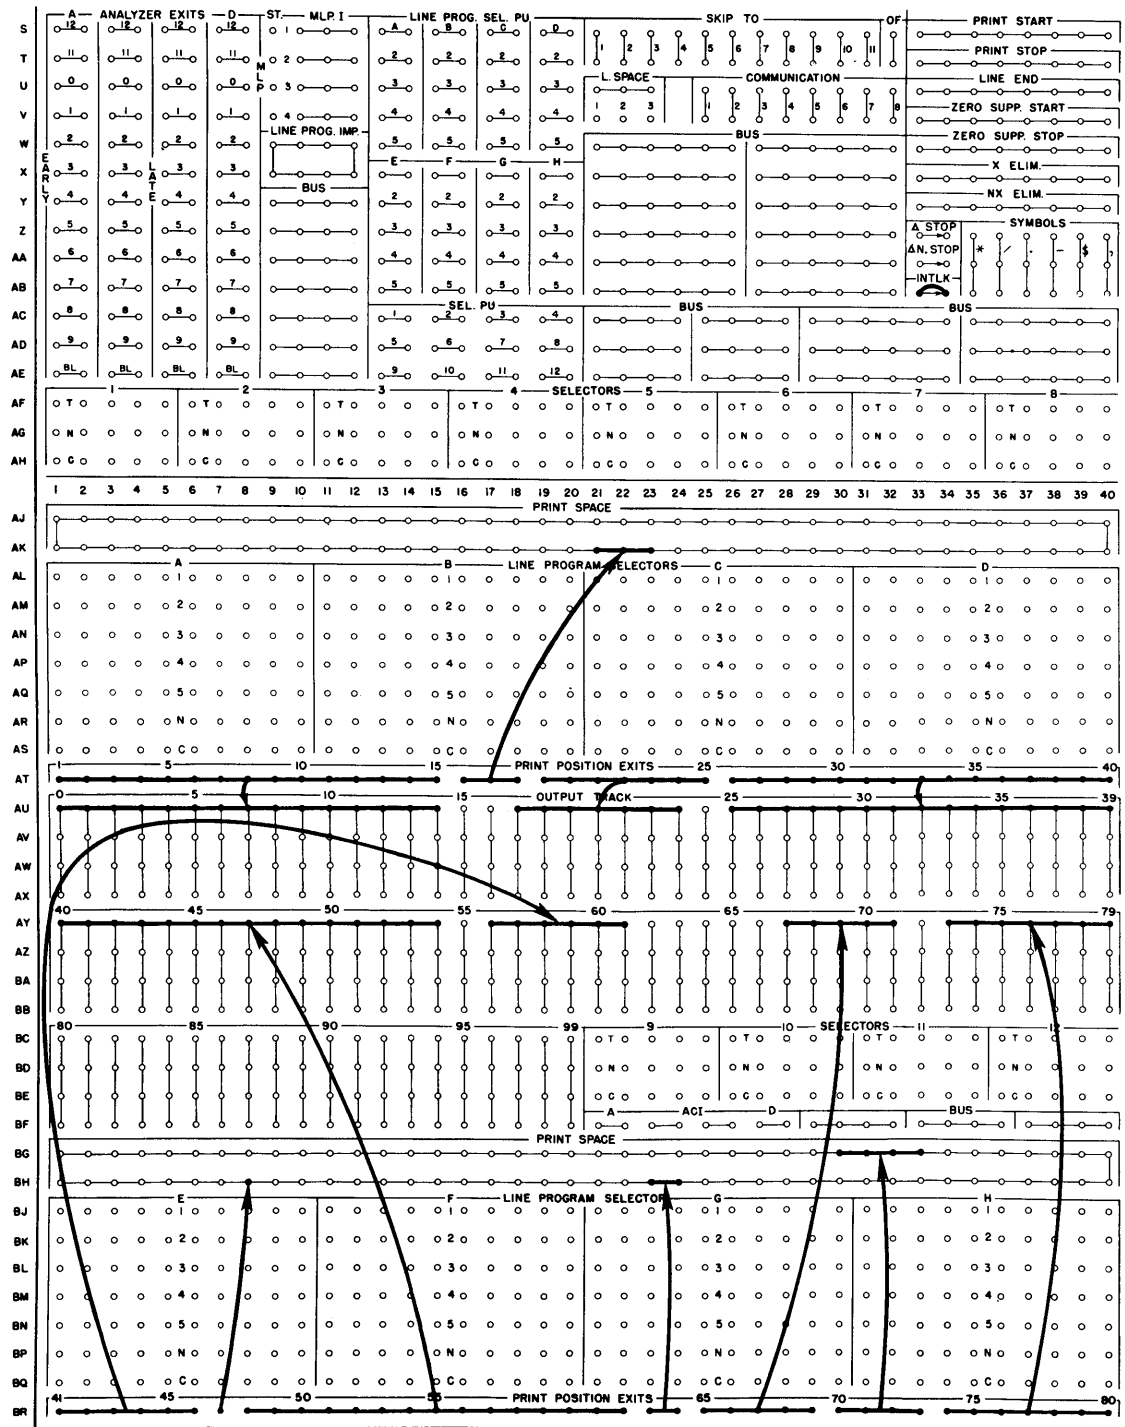 A ANALYZER EXITS D ST. MLP. I LINE PROG. SEL. PU SKIP TO OF PRINT START
S 12 12 12 12 1 A B C D
1 2 3 4 5 6 7 8 9 10 11
PRINT STOP
T 11 11 11 11 2 2 2 2 2
MLP
L. SPACE COMMUNICATION LINE END
U 0 0 0 0 3 3 3 3 3
1 2 3 1 2 3 4 5 6 7 8
ZERO SUPP. START
V 1 1 1 1 4 4 4 4 4
LINE PROG. IMP. BUS ZERO SUPP. STOP
W 2 2 2 2 5 5 5 5
EARLY LATE
E F G H X ELIM.
X 3 3 3 3
BUS NX ELIM.
Y 4 4 4 4 2 2 2 2
Δ STOP SYMBOLS
Z 5 5 5 5 3 3 3 3
ΔN. STOP * / . - $ ,
AA 6 6 6 6 4 4 4 4
INTLK
AB 7 7 7 7 5 5 5 5
SEL. PU BUS BUS
AC 8 8 8 8 1 2 3 4
AD 9 9 9 9 5 6 7 8
AE BL BL BL BL 9 10 11 12
1 2 3 4 SELECTORS 5 6 7 8
AF T T T T T T T T
AG N N N N N N N N
AH C C C C C C C C
1 2 3 4 5 6 7 8 9 10 11 12 13 14 15 16 17 18 19 20 21 22 23 24 25 26 27 28 29 30 31 32 33 34 35 36 37 38 39 40
PRINT SPACE
AJ
AK
A B LINE PROGRAM SELECTORS C D
AL 1 1 1 1
AM 2 2 2 2
AN 3 3 3 3
AP 4 4 4 4
AQ 5 5 5 5
AR N N N N
AS C C C C
1 5 10 15 PRINT POSITION EXITS 25 30 35 40
AT
0 5 10 15 OUTPUT TRACK 25 30 35 39
AU
AV
AW
AX
40 45 50 55 60 65 70 75 79
AY
AZ
BA
BB
80 85 90 95 99 9 10 SELECTORS 11 12
BC T T T T
BD N N N N
BE C C C C
A ACI D BUS
BF
PRINT SPACE
BG
BH
E F LINE PROGRAM SELECTOR G H
BJ 1 1 1 1
BK 2 2 2 2
BL 3 3 3 3
BM 4 4 4 4
BN 5 5 5 5
BP N N N N
BQ C C C C
41 45 50 55 PRINT POSITION EXITS 65 70 75 80
BR